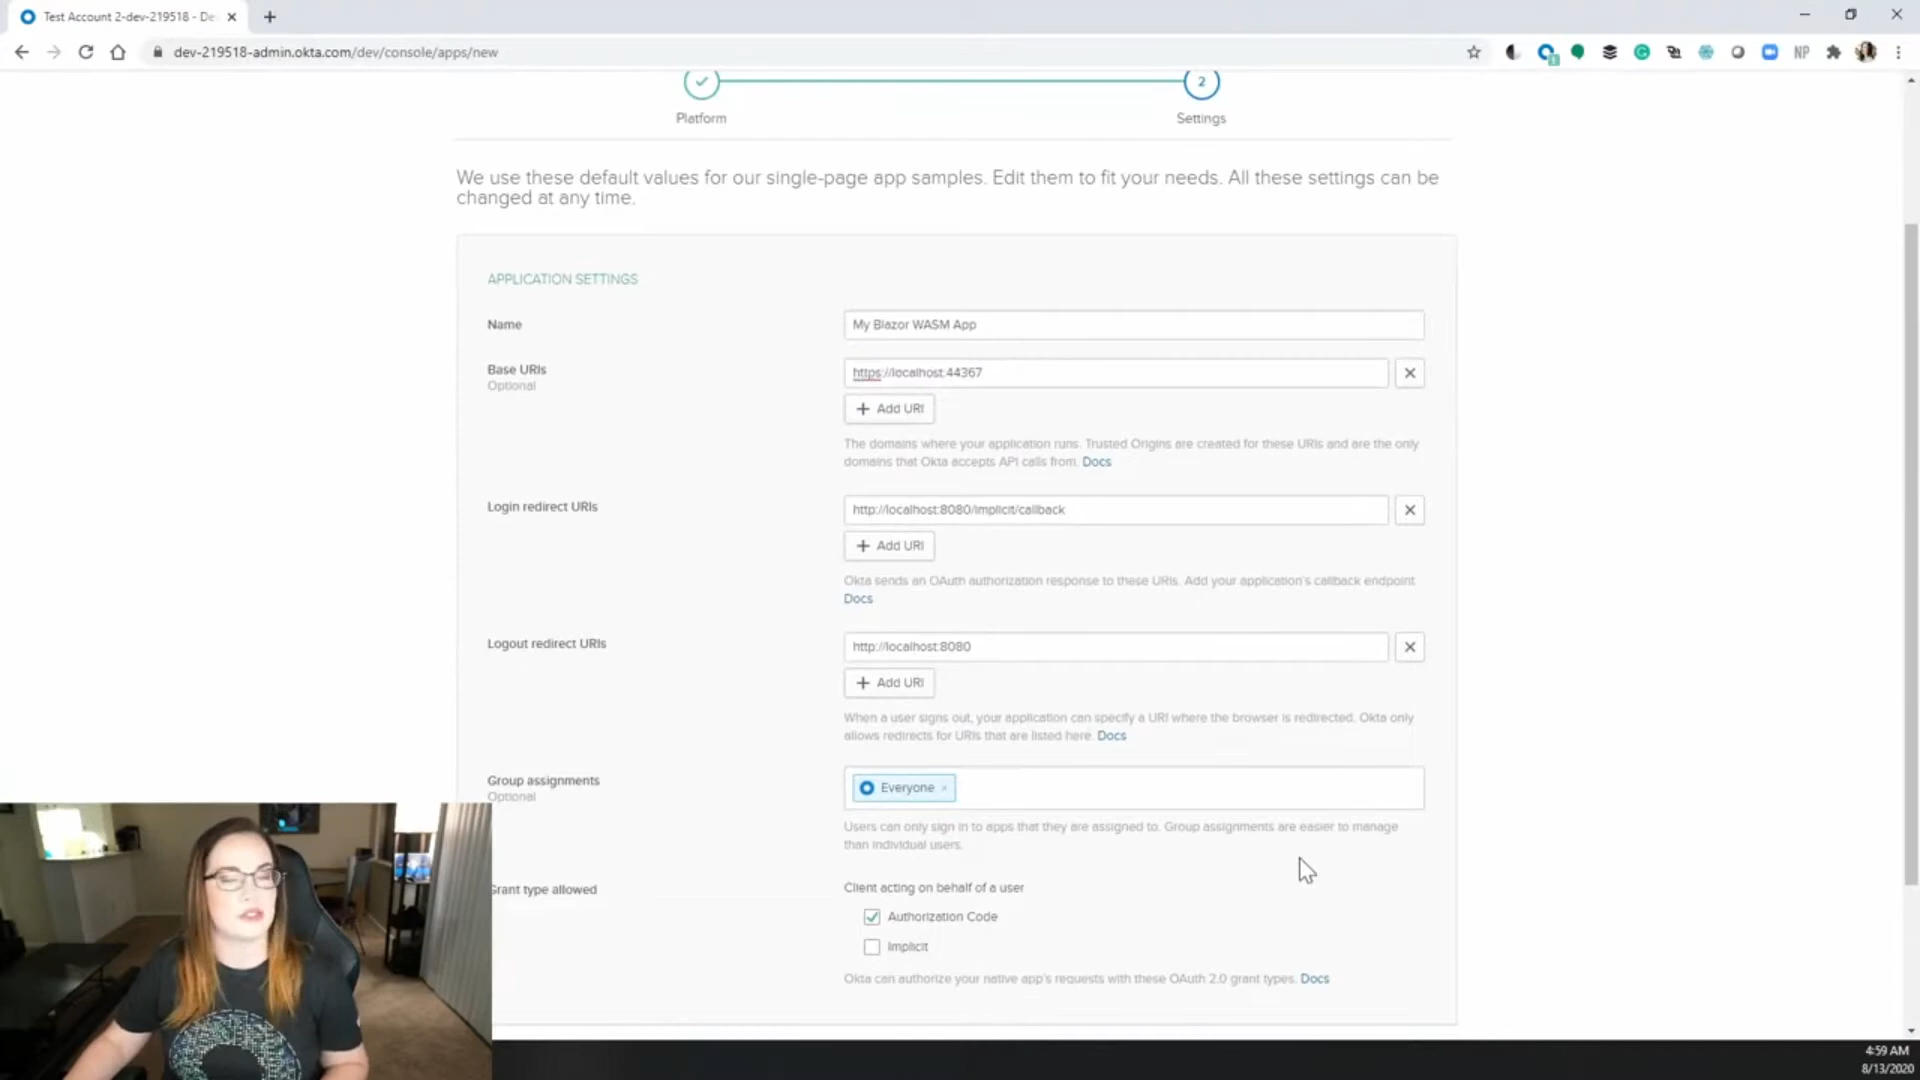 Test Account 2-dev-219518 - De
dev-219518-admin.okta.com/dev/console/apps/new
NP
2
Platform
Settings
We use these default values for our single-page app samples. Edit them to fit your needs. All these settings can be
changed at any time.
APPLICATION SETTINGS
Name
My Blazor WASM App
Base URIs
Optional
https://localhost:44367
+ Add URI
The domains where your application runs. Trusted Origins are created for these URIs and are the only
domains that Okta accepts API calls from. Docs
Login redirect URIs
http://localhost:8080/implicit/callback
+ Add URI
Okta sends an OAuth authorization response to these URIs. Add your application's callback endpoint
Docs
Logout redirect URIs
http://localhost:8080
+ Add URI
When a user signs out, your application can specify a URI where the browser is redirected. Okta only
allows redirects for URIs that are listed here. Docs
Group assignments
Optional
Everyone ×
Users can only sign in to apps that they are assigned to. Group assignments are easier to manage
than individual users.
Grant type allowed
Client acting on behalf of a user
Authorization Code
Implicit
Okta can authorize your native app's requests with these OAuth 2.0 grant types. Docs
4:59 AM
8/13/2020